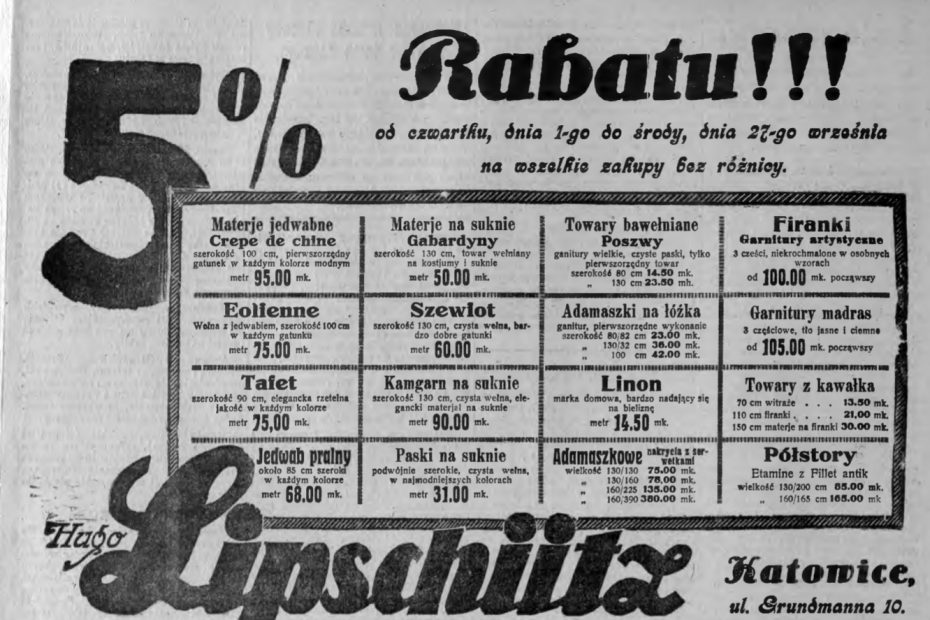 5%
Rabatu!!!
od czwartku, dnia 1-go do środy, dnia 27-go września
na wszelkie zakupy bez różnicy.
Materje jedwabne
Crepe de chine
szerokość 100 cm, pierwszorzędny
gatunek w każdym kolorze modnym
metr 95.00 mk.
Materje na suknie
Gabardyny
szerokość 130 cm, towar wełniany
na kostjumy i suknie
metr 50.00 mk.
Towary bawełniane
Poszwy
ganitury wielkie, czyste paski, tylko
pierwszorzędny towar
szerokość 80 cm 14.50 mk.
„ 130 cm 23.50 mh.
Firanki
Garnitury artystyczne
3 części, niekrochmalone w osobnych
wzorach
od 100.00 mk. począwszy
Eolienne
Wełna z jedwabiem, szerokość 100 cm
w każdym gatunku
metr 75.00 mk.
Szewiot
szerokość 130 cm, czysta wełna, bar-
dzo dobre gatunki
metr 60.00 mk.
Adamaszki na łóżka
ganitur, pierwszorzędne wykonanie
szerokość 80/82 cm 23.00 mk.
„ 130/32 cm 36.00 mk.
„ 100 cm 42.00 mk.
Garnitury madras
3 częściowe, tło jasne i ciemne
od 105.00 mk. począwszy
Tafet
szerokość 90 cm, elegancka rzetelna
jakość w każdym kolorze
metr 75,00 mk.
Kamgarn na suknie
szerokość 130 cm, czysta wełna, ele-
gancki materjał na suknie
metr 90.00 mk.
Linon
marka domowa, bardzo nadający się
na bieliznę
metr 14.50 mk.
Towary z kawałka
70 cm witraże . . . 13.50 mk.
110 cm firanki . . . . 21,00 mk.
150 cm materje na firanki 30.00 mk.
Jedwab pralny
około 85 cm szeroki
w każdym kolorze
metr 68.00 mk.
Paski na suknie
podwójnie szerokie, czysta wełna,
w najmodniejszych kolorach
metr 31.00 mk.
Adamaszkowe nakrycia z ser-
wetkami
wielkość 130/130 75.00 mk.
„ 130/160 78,00 mk.
„ 160/225 135.00 mk.
„ 160/390 380.00 mk.
Półstory
Etamine z Fillet antik
wielkość 130/200 cm 85.00 mk.
„ 160/165 cm 165.00 mk
Hugo
Lipschütz
Katowice,
ul. Grundmanna 10.